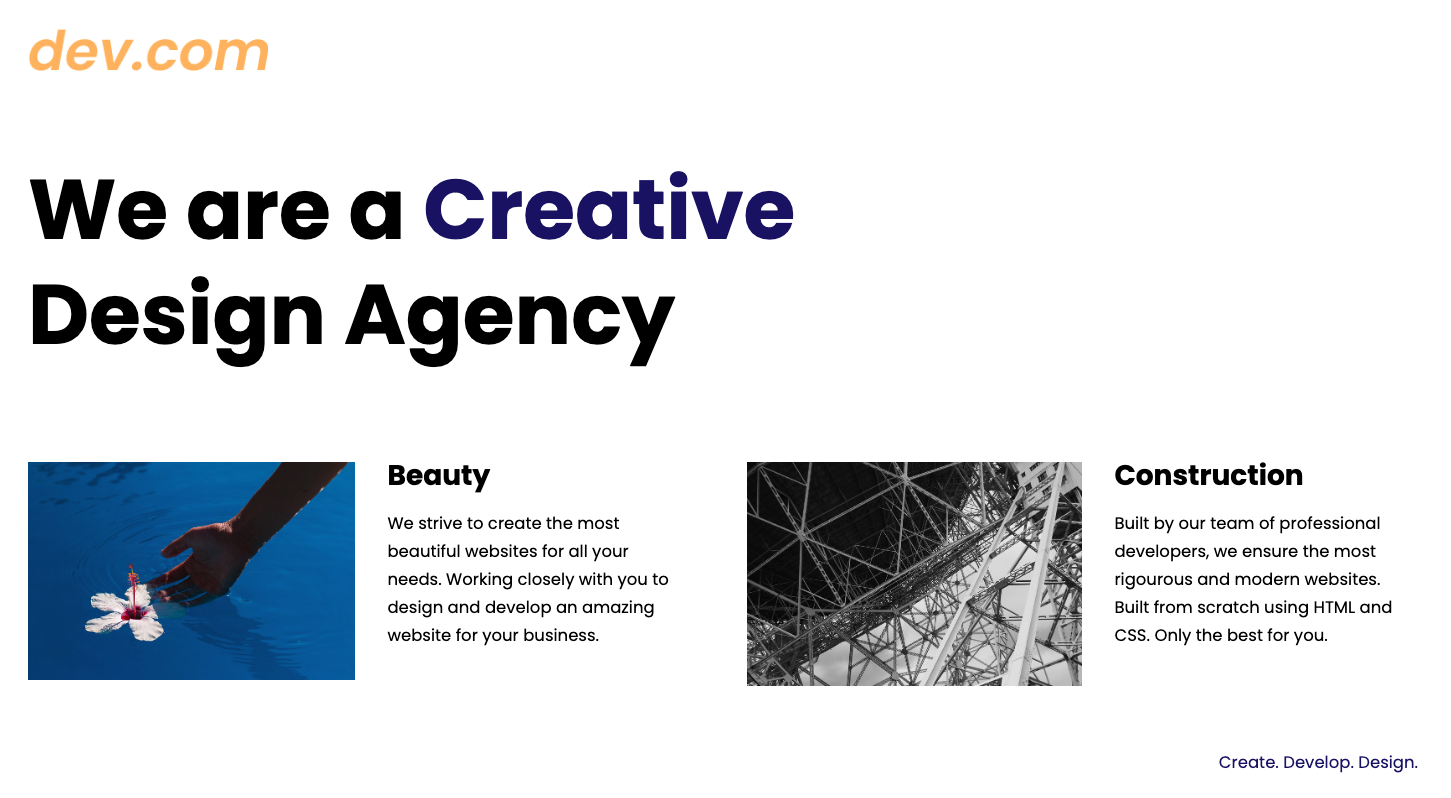 dev.com
We are a Creative
Design Agency
Beauty
We strive to create the most
beautiful websites for all your
needs. Working closely with you to
design and develop an amazing
website for your business.
Construction
Built by our team of professional
developers, we ensure the most
rigourous and modern websites.
Built from scratch using HTML and
CSS. Only the best for you.
Create. Develop. Design.